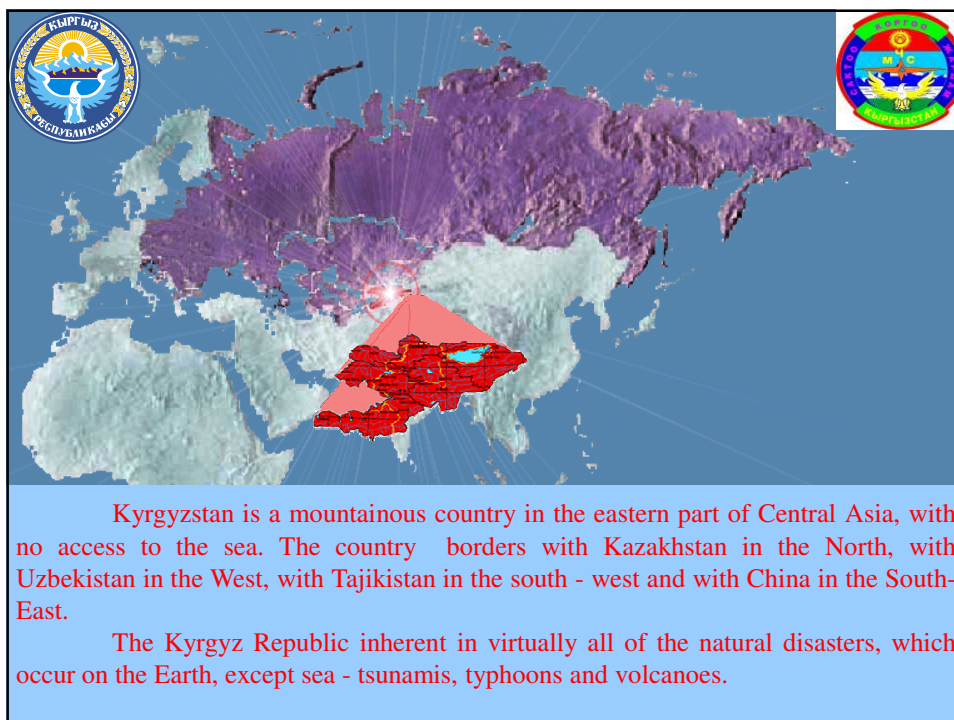 КЫРГЫЗ
РЕСПУБЛИКАСЫ
КОРГОО
САКТОО
ЖАРДАМ
М Ч С
КЫРГЫЗСТАН
Kyrgyzstan is a mountainous country in the eastern part of Central Asia, with
no access to the sea. The country borders with Kazakhstan in the North, with
Uzbekistan in the West, with Tajikistan in the south - west and with China in the South-
East.
The Kyrgyz Republic inherent in virtually all of the natural disasters, which
occur on the Earth, except sea - tsunamis, typhoons and volcanoes.